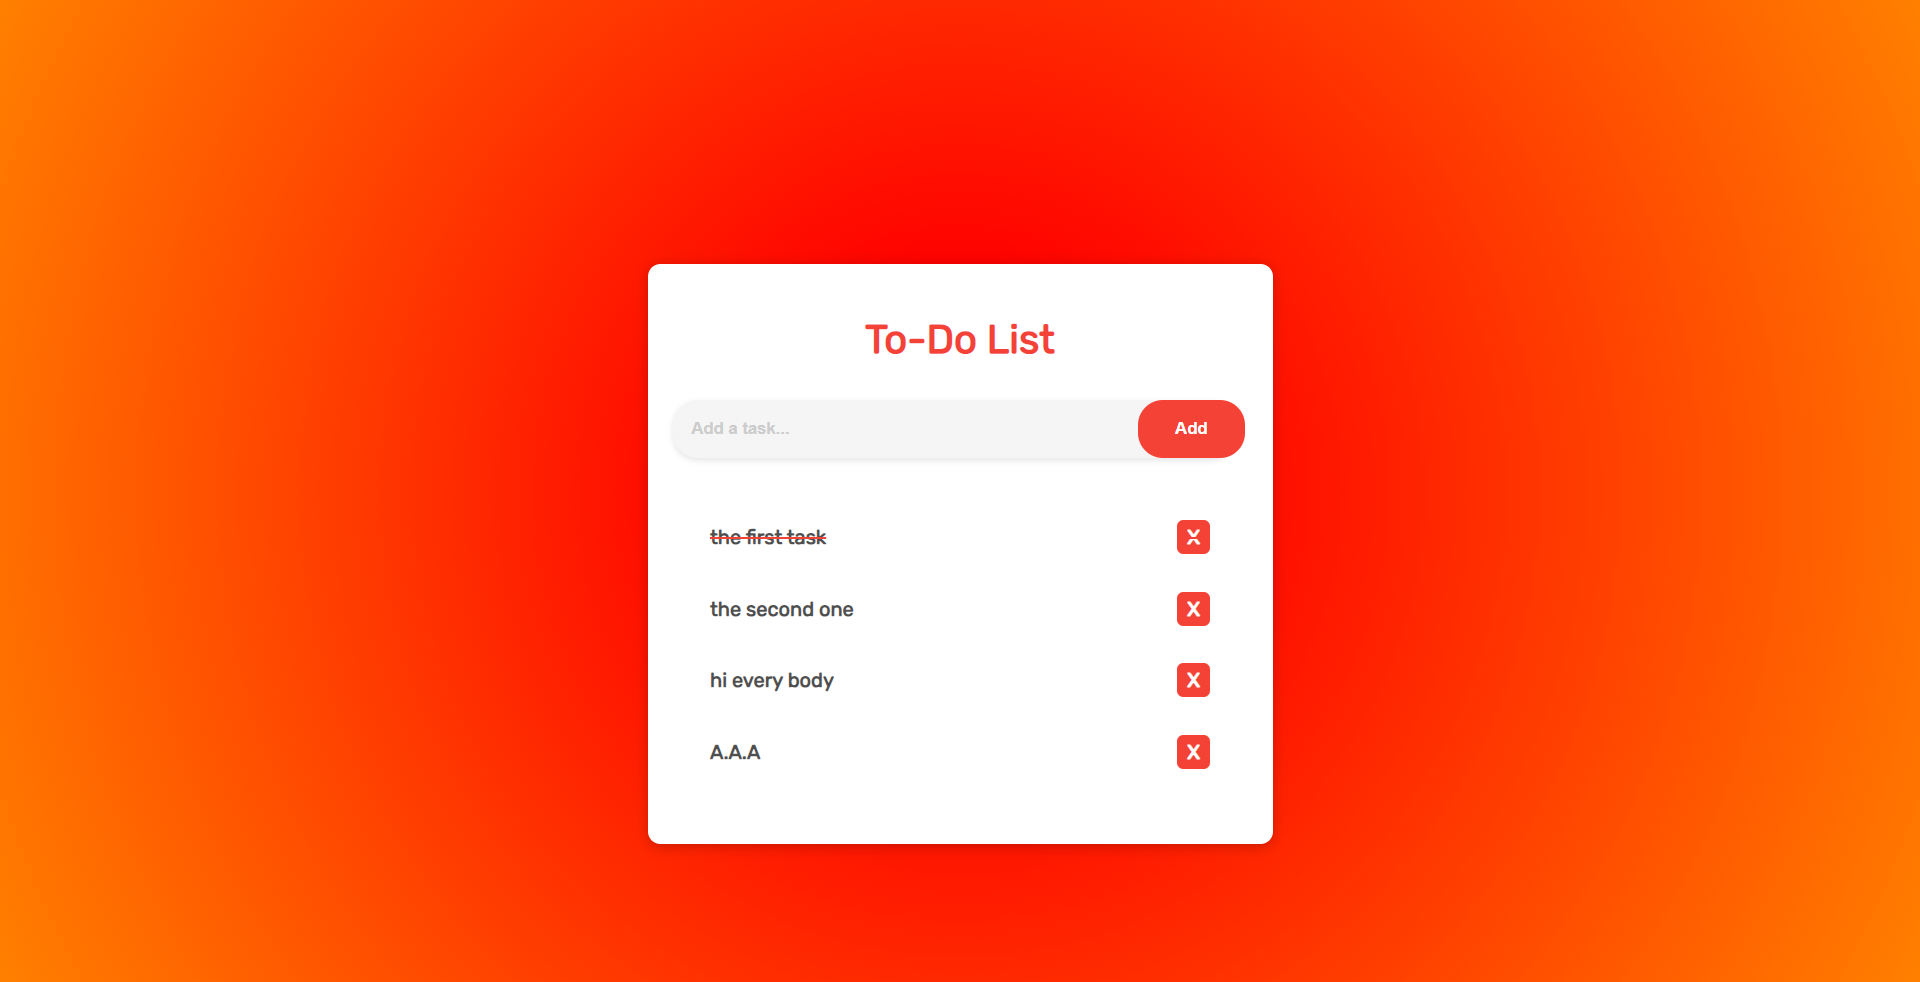 To-Do List
Add a task...
Add
the first task
X
the second one
X
hi every body
X
A.A.A
X